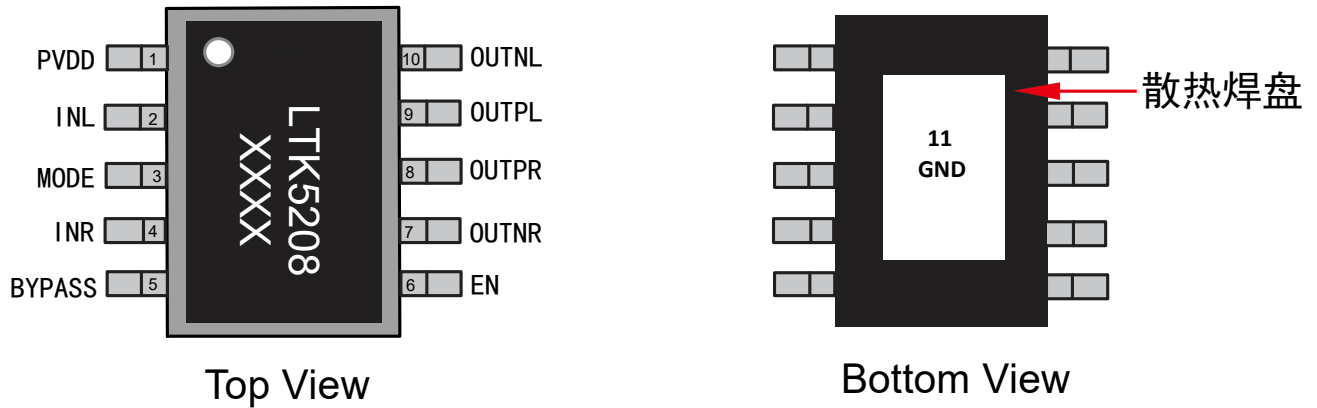 PVDD 1 10 OUTNL
INL 2 9 OUTPL
MODE 3 8 OUTPR
INR 4 7 OUTNR
BYPASS 5 6 EN
LTK5208
XXXX
Top View
散热焊盘
11
GND
Bottom View